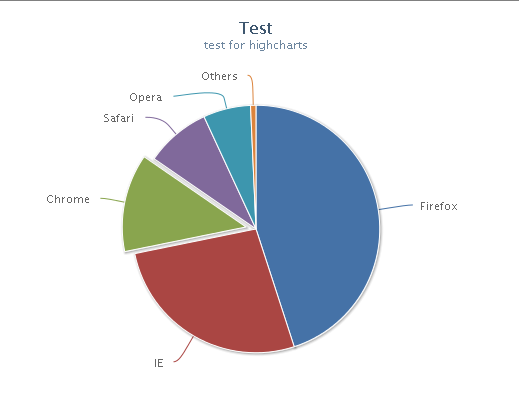 Test
test for highcharts
Others
Opera
Safari
Chrome
Firefox
IE